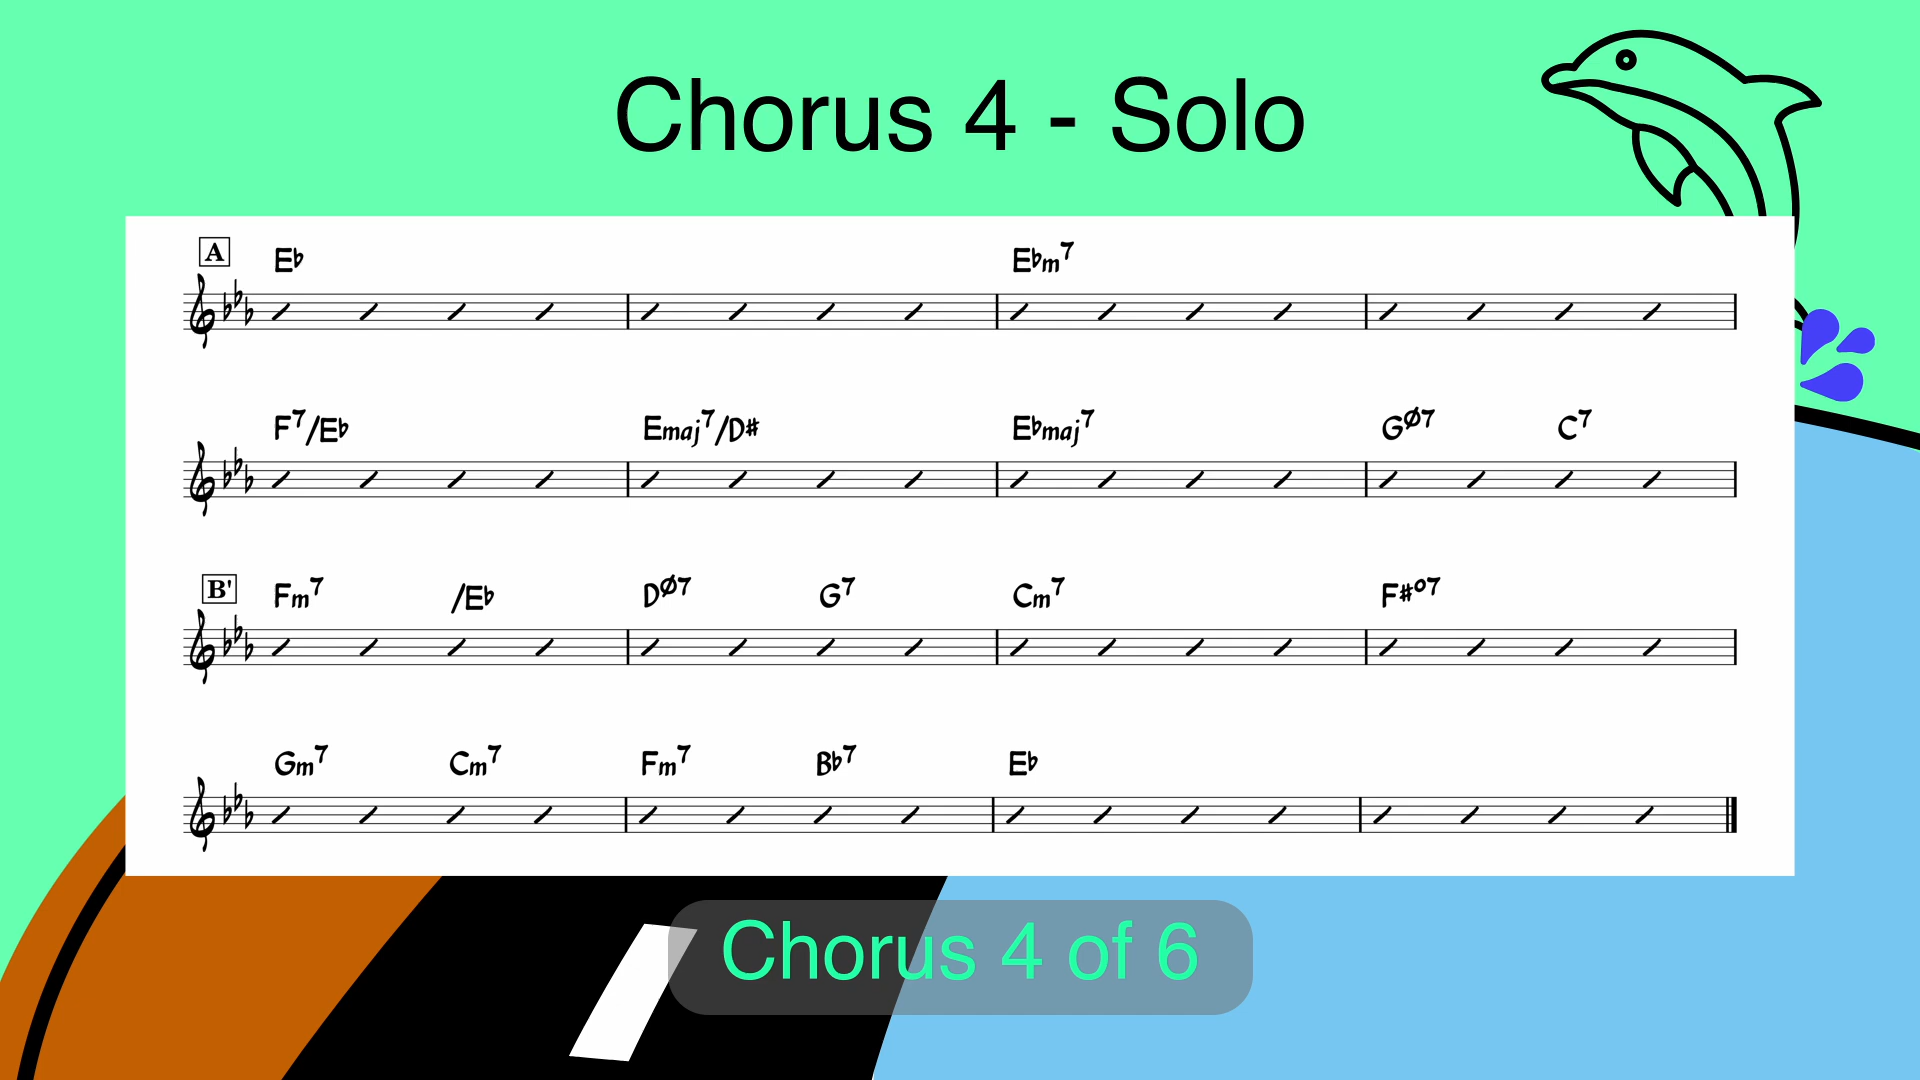 Chorus 4 - Solo
A E♭ E♭m7
F7/E♭ Emaj7/D# E♭maj7 GØ7 C7
B' Fm7 /E♭ DØ7 G7 Cm7 F#o7
Gm7 Cm7 Fm7 B♭7 E♭
Chorus 4 of 6